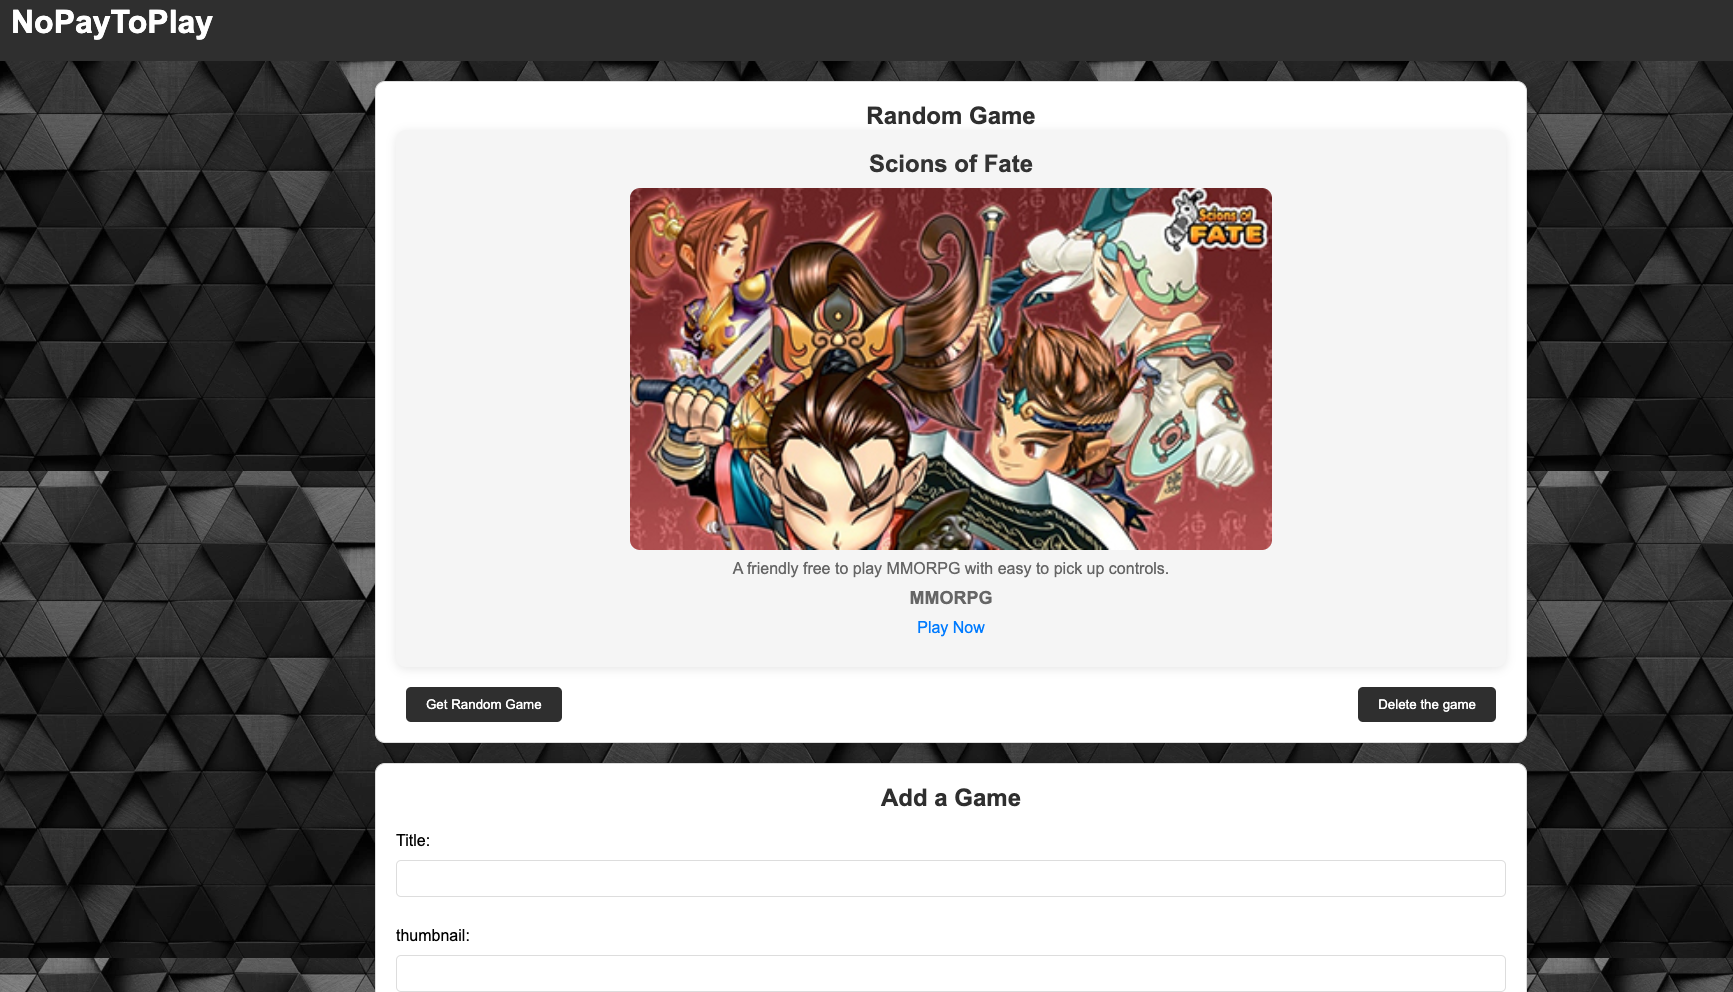 NoPayToPlay
Random Game
Scions of Fate
Scions of
FATE
A friendly free to play MMORPG with easy to pick up controls.
MMORPG
Play Now
Get Random Game
Delete the game
Add a Game
Title:
thumbnail: